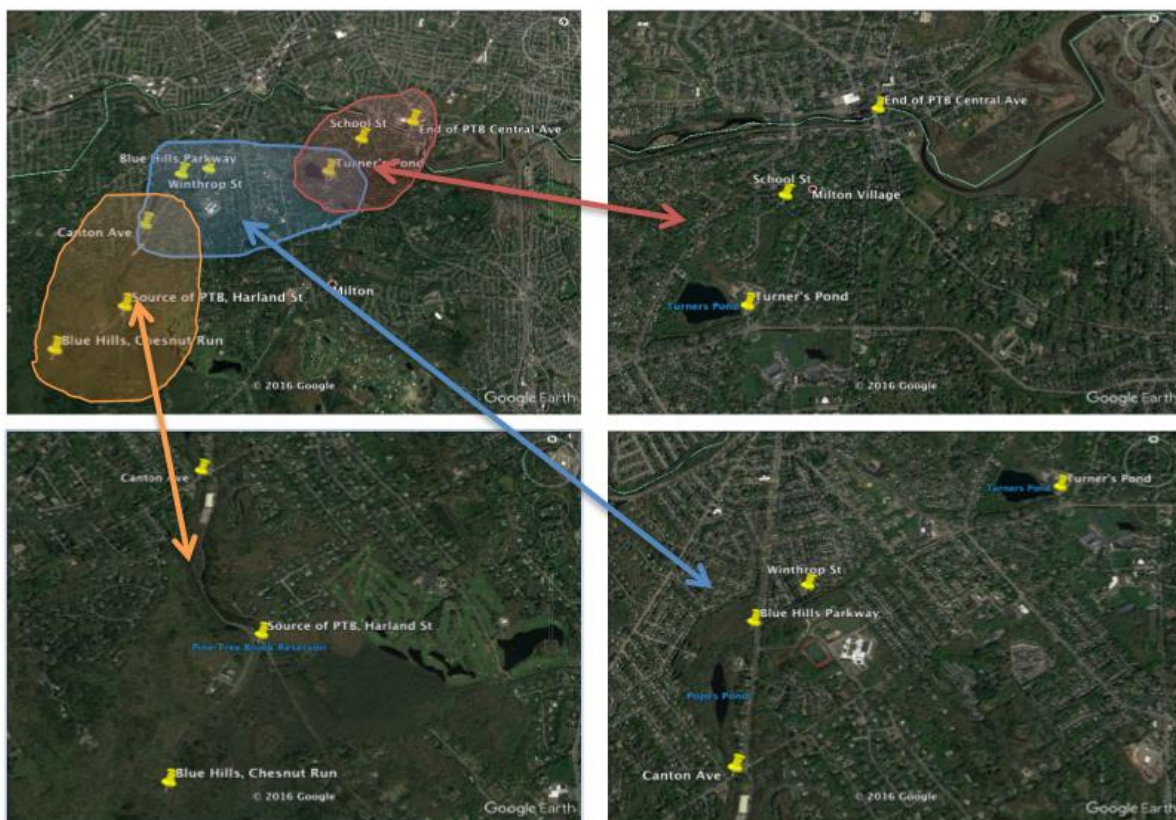 School St
End of PTB Central Ave
Blue Hills Parkway
Turner's Pond
Winthrop St
Canton Ave
Milton
Source of PTB, Harland St
Blue Hills, Chesnut Run
© 2016 Google
Google Earth
End of PTB Central Ave
School St
Milton Village
Turners Pond
Turner's Pond
© 2016 Google
Google Earth
Canton Ave
Source of PTB, Harland St
Pine-Tree Brook Reservoir
Blue Hills, Chesnut Run
© 2016 Google
Google Earth
Turners Pond
Turner's Pond
Winthrop St
Blue Hills Parkway
Popes Pond
Canton Ave
© 2016 Google
Google Earth